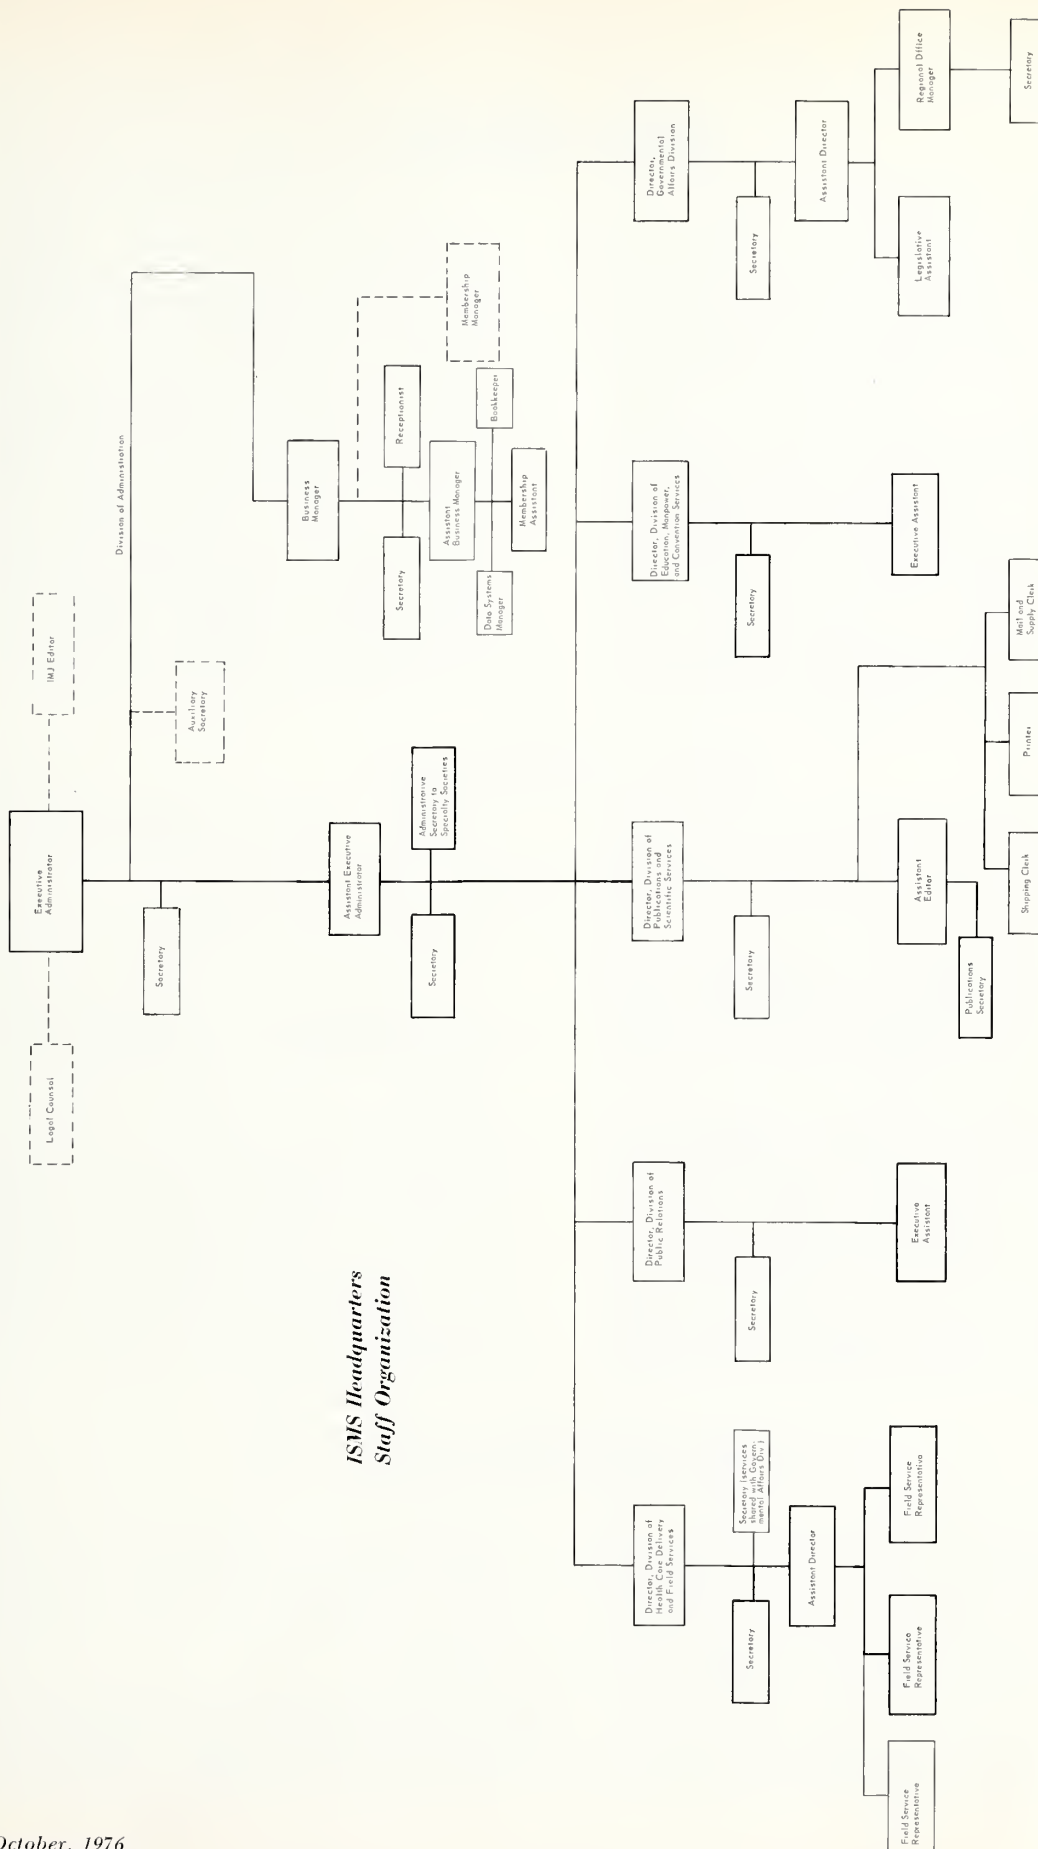 ISMS Headquarters
Staff Organization
Legal Counsel
Executive
Administrator
IMJ Editor
Secretary
Division of Administration
Auxiliary
Secretary
Assistant Executive
Administrator
Secretary
Administrative
Secretary to
Specialty Societies
Business
Manager
Secretary
Receptionist
Membership
Manager
Assistant
Business Manager
Data Systems
Manager
Bookkeeper
Membership
Assistant
Director, Division of
Health Care Delivery
and Field Services
Secretary
Secretary (services
shared with Govern-
mental Affairs Div.)
Assistant Director
Field Service
Representative
Field Service
Representative
Field Service
Representative
Director, Division of
Public Relations
Secretary
Executive
Assistant
Director, Division of
Publications and
Scientific Services
Secretary
Assistant
Editor
Publications
Secretary
Shipping Clerk
Printer
Mail and
Supply Clerk
Director, Division of
Education, Manpower,
and Convention Services
Secretary
Executive Assistant
Director,
Governmental
Affairs Division
Secretary
Assistant Director
Legislative
Assistant
Regional Office
Manager
Secretary
October, 1976